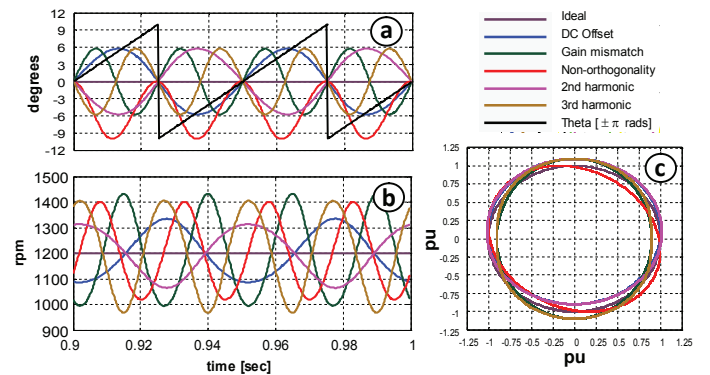 12
9
6
3
0
-3
-6
-9
-12
degrees
a
1500
1400
1300
1200
1100
1000
900
rpm
b
0.9
0.92
0.94
0.96
0.98
1
time [sec]
Ideal
DC Offset
Gain mismatch
Non-orthogonality
2nd harmonic
3rd harmonic
Theta [ ±π rads]
1.25
1
0.75
0.5
0.25
0
-0.25
-0.5
-0.75
-1
-1.25
pu
c
-1.25
-1
-0.75
-0.5
-0.25
0
0.25
0.5
0.75
1
1.25
pu